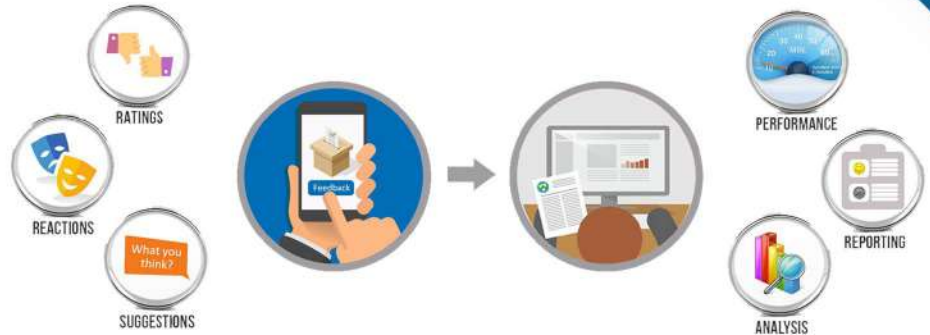 RATINGS
REACTIONS
What you
think?
SUGGESTIONS
Feedback
PERFORMANCE
REPORTING
ANALYSIS